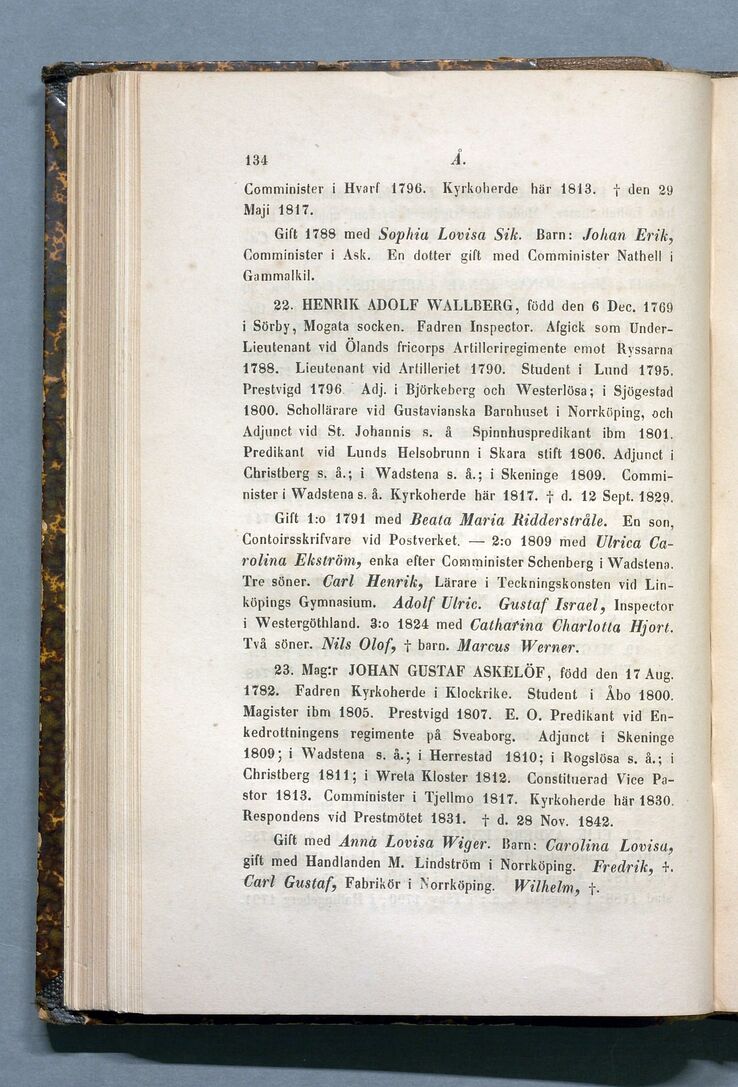 134 Å.
Comminister i Hvarf 1796. Kyrkoherde här 1813. † den 29
Maji 1817.
Gift 1788 med Sophia Lovisa Sik. Barn: Johan Erik,
Comminister i Ask. En dotter gift med Comminister Nathell i
Gammalkil.
22. HENRIK ADOLF WALLBERG, född den 6 Dec. 1769
i Sörby, Mogata socken. Fadren Inspector. Afgick som Under-
Lieutenant vid Ölands fricorps Artilleriregimente emot Ryssarna
1788. Lieutenant vid Artilleriet 1790. Student i Lund 1795.
Prestvigd 1796. Adj. i Björkeberg och Westerlösa; i Sjögestad
1800. Schollärare vid Gustavianska Barnhuset i Norrköping, och
Adjunct vid St. Johannis s. å Spinnhuspredikant ibm 1801.
Predikant vid Lunds Helsobrunn i Skara stift 1806. Adjunct i
Christberg s. å.; i Wadstena s. å.; i Skeninge 1809. Commi-
nister i Wadstena s. å. Kyrkoherde här 1817. † d. 12 Sept. 1829.
Gift 1:o 1791 med Beata Maria Ridderstråle. En son,
Contoirsskrifvare vid Postverket. — 2:o 1809 med Ulrica Ca-
rolina Ekström, enka efter Comminister Schenberg i Wadstena.
Tre söner. Carl Henrik, Lärare i Teckningskonsten vid Lin-
köpings Gymnasium. Adolf Ulric. Gustaf Israel, Inspector
i Westergöthland. 3:o 1824 med Catharina Charlotta Hjort.
Två söner. Nils Olof, † barn. Marcus Werner.
23. Mag:r JOHAN GUSTAF ASKELÖF, född den 17 Aug.
1782. Fadren Kyrkoherde i Klockrike. Student i Åbo 1800.
Magister ibm 1805. Prestvigd 1807. E. O. Predikant vid En-
kedrottningens regimente på Sveaborg. Adjunct i Skeninge
1809; i Wadstena s. å.; i Herrestad 1810; i Rogslösa s. å.; i
Christberg 1811; i Wreta Kloster 1812. Constituerad Vice Pa-
stor 1813. Comminister i Tjellmo 1817. Kyrkoherde här 1830.
Respondens vid Prestmötet 1831. † d. 28 Nov. 1842.
Gift med Anna Lovisa Wiger. Barn: Carolina Lovisa,
gift med Handlanden M. Lindström i Norrköping. Fredrik, †.
Carl Gustaf, Fabrikör i Norrköping. Wilhelm, †.